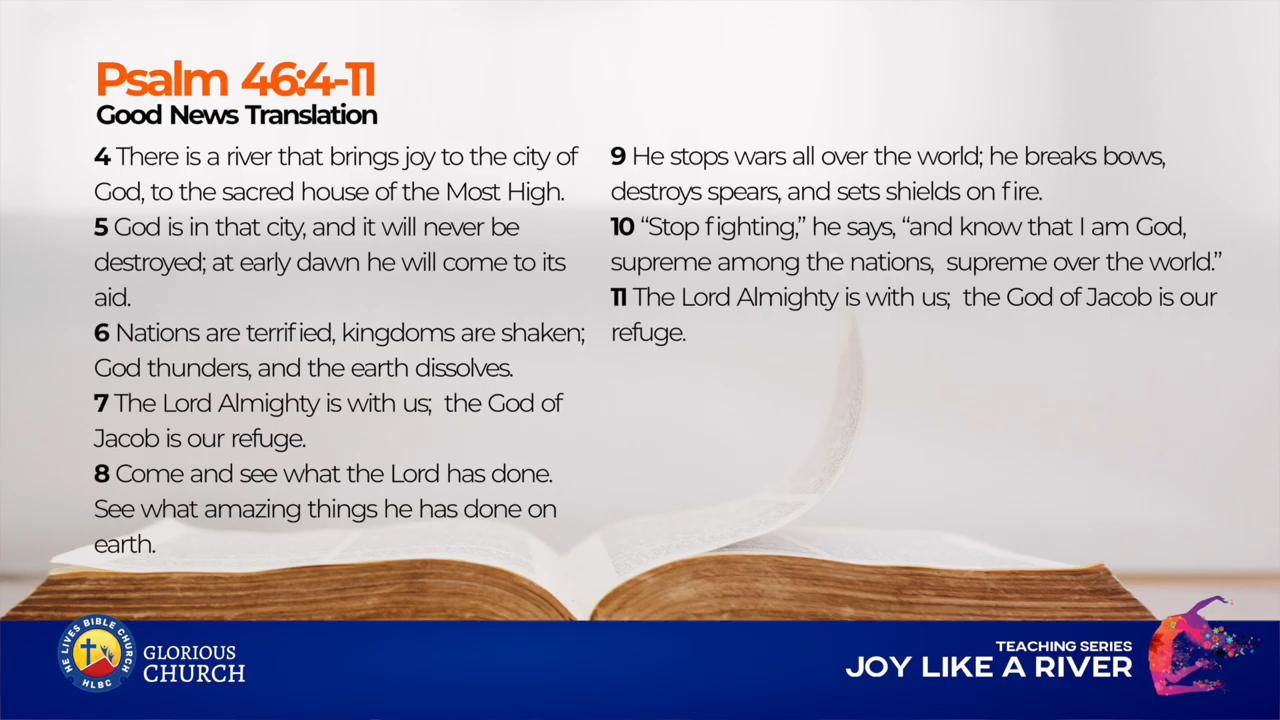 Psalm 46:4-11
Good News Translation
4 There is a river that brings joy to the city of
God, to the sacred house of the Most High.
5 God is in that city, and it will never be
destroyed; at early dawn he will come to its
aid.
6 Nations are terrified, kingdoms are shaken;
God thunders, and the earth dissolves.
7 The Lord Almighty is with us;  the God of
Jacob is our refuge.
8 Come and see what the Lord has done.
See what amazing things he has done on
earth.
9 He stops wars all over the world; he breaks bows,
destroys spears, and sets shields on fire.
10 “Stop fighting,” he says, “and know that I am God,
supreme among the nations,  supreme over the world.”
11 The Lord Almighty is with us;  the God of Jacob is our
refuge.
HE LIVES BIBLE CHURCH
HLBC
GLORIOUS
CHURCH
TEACHING SERIES
JOY LIKE A RIVER